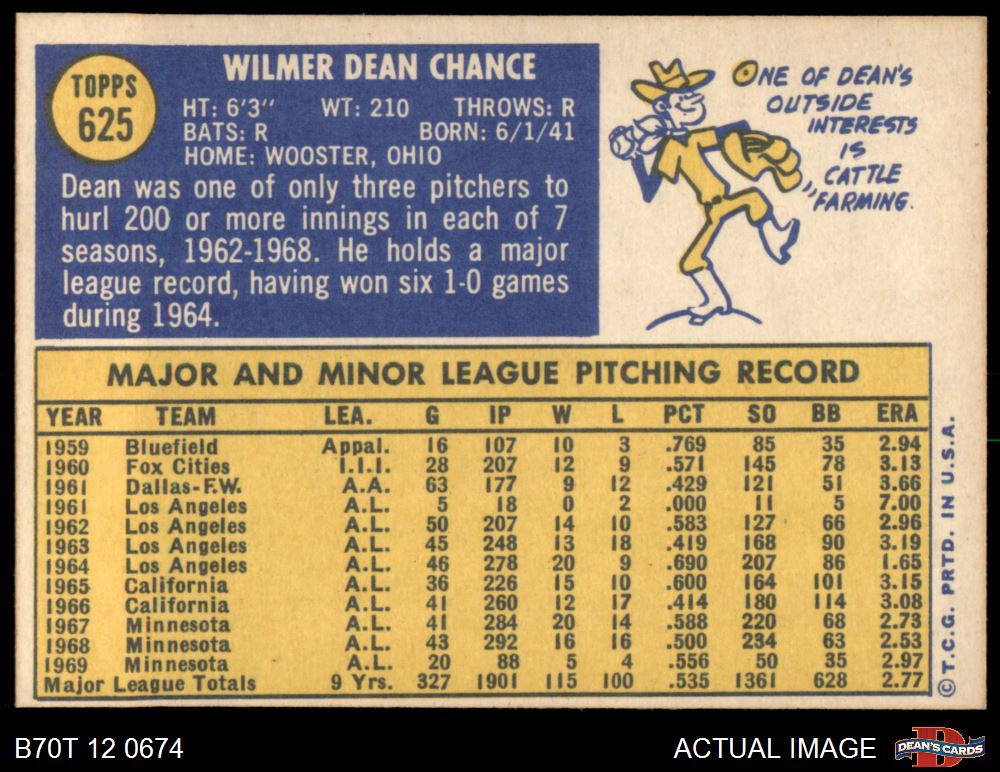 TOPPS
625
WILMER DEAN CHANCE
HT: 6'3" WT: 210 THROWS: R
BATS: R BORN: 6/1/41
HOME: WOOSTER, OHIO
Dean was one of only three pitchers to
hurl 200 or more innings in each of 7
seasons, 1962-1968. He holds a major
league record, having won six 1-0 games
during 1964.
ONE OF DEAN'S
OUTSIDE
INTERESTS
IS
CATTLE
FARMING.
MAJOR AND MINOR LEAGUE PITCHING RECORD
YEAR TEAM LEA. G IP W L PCT SO BB ERA
1959 Bluefield Appal. 16 107 10 3 .769 85 35 2.94
1960 Fox Cities I.I.I. 28 207 12 9 .571 145 78 3.13
1961 Dallas-F.W. A.A. 63 177 9 12 .429 121 51 3.66
1961 Los Angeles A.L. 5 18 0 2 .000 11 5 7.00
1962 Los Angeles A.L. 50 207 14 10 .583 127 66 2.96
1963 Los Angeles A.L. 45 248 13 18 .419 168 90 3.19
1964 Los Angeles A.L. 46 278 20 9 .690 207 86 1.65
1965 California A.L. 36 226 15 10 .600 164 101 3.15
1966 California A.L. 41 260 12 17 .414 180 114 3.08
1967 Minnesota A.L. 41 284 20 14 .588 220 68 2.73
1968 Minnesota A.L. 43 292 16 16 .500 234 63 2.53
1969 Minnesota A.L. 20 88 5 4 .556 50 35 2.97
Major League Totals 9 Yrs. 327 1901 115 100 .535 1361 628 2.77
© T.C.G. PRTD. IN U.S.A.
B70T 12 0674
ACTUAL IMAGE
D
DEAN'S CARDS